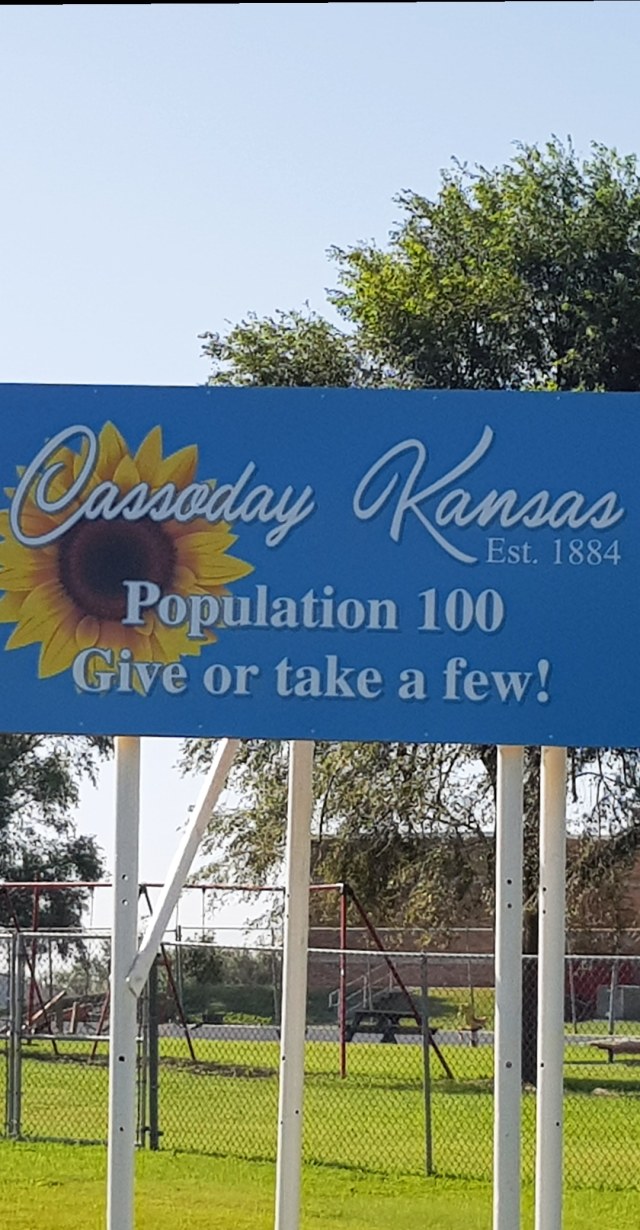 Cassoday Kansas
Est. 1884
Population 100
Give or take a few!